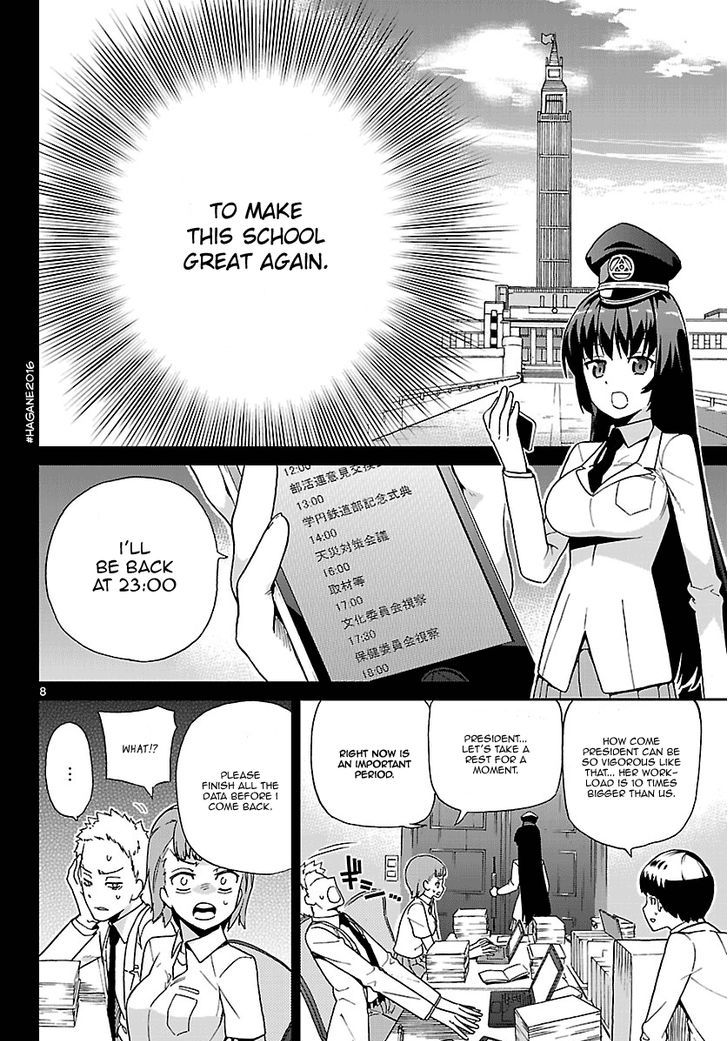 TO MAKE
THIS SCHOOL
GREAT AGAIN.
#HAGANE2016
I'LL
BE BACK
AT 23:00
12:00
部活連意見交換会
13:00
学円鉄道部記念式典
14:00
天災対策会議
16:00
取材等
17:00
文化委員会視察
17:30
保健委員会視察
18:00
8
HOW COME
PRESIDENT CAN BE
SO VIGOROUS LIKE
THAT... HER WORK-
LOAD IS 10 TIMES
BIGGER THAN US.
PRESIDENT...
LET'S TAKE A
REST FOR A
MOMENT.
RIGHT NOW IS
AN IMPORTANT
PERIOD.
ギギ...
PLEASE
FINISH ALL THE
DATA BEFORE I
COME BACK.
WHAT!?
...